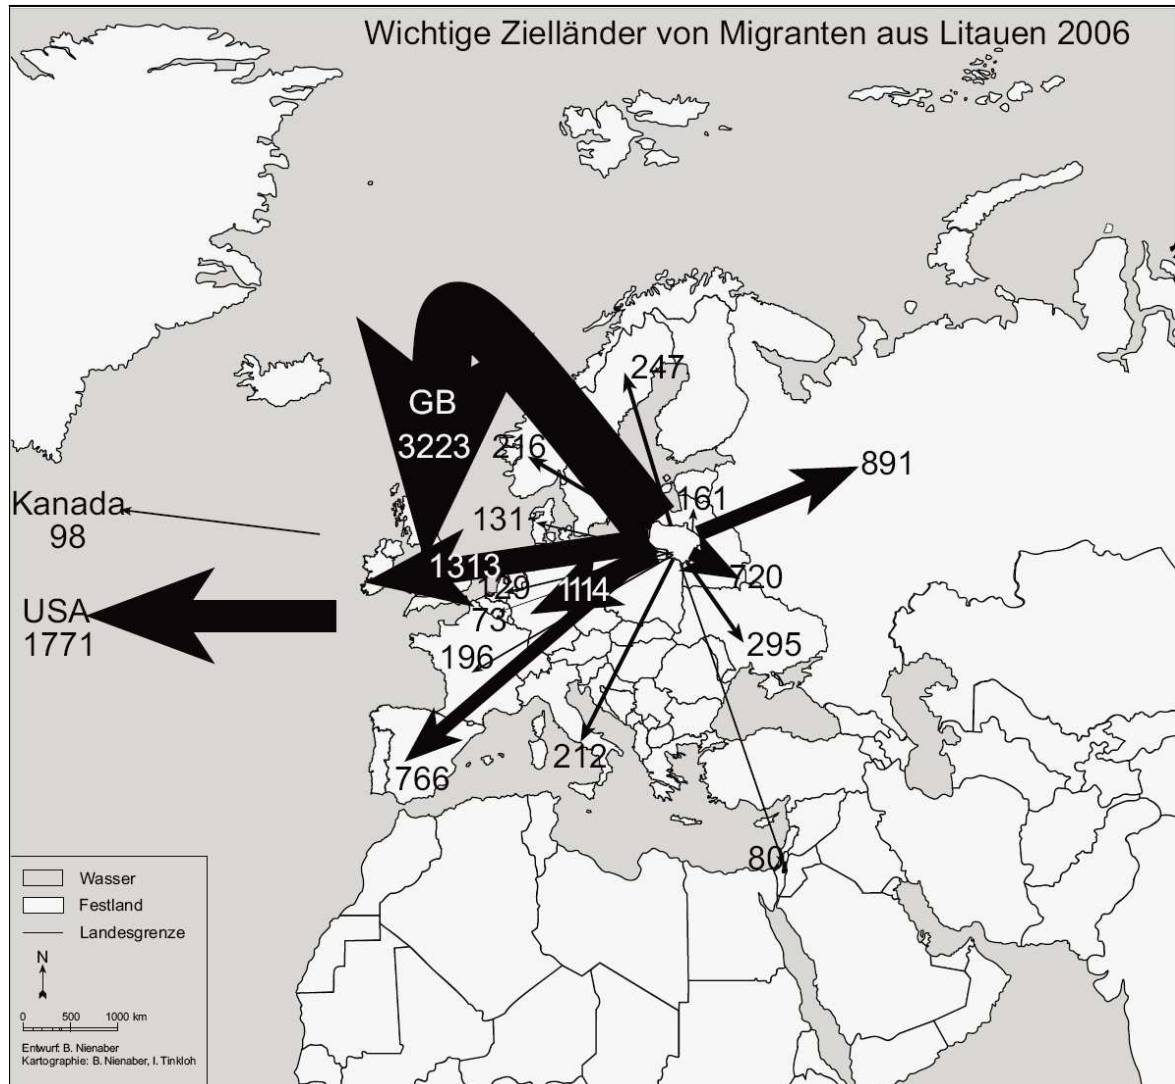 Wichtige Zielländer von Migranten aus Litauen 2006
247
GB
3223
216
891
Kanada
98
161
131
1313
720
129
1114
USA
1771
73
295
196
212
766
80
Wasser
Festland
Landesgrenze
N
0 500 1000 km
Entwurf: B. Nienaber
Kartographie: B. Nienaber, I. Tinkloh